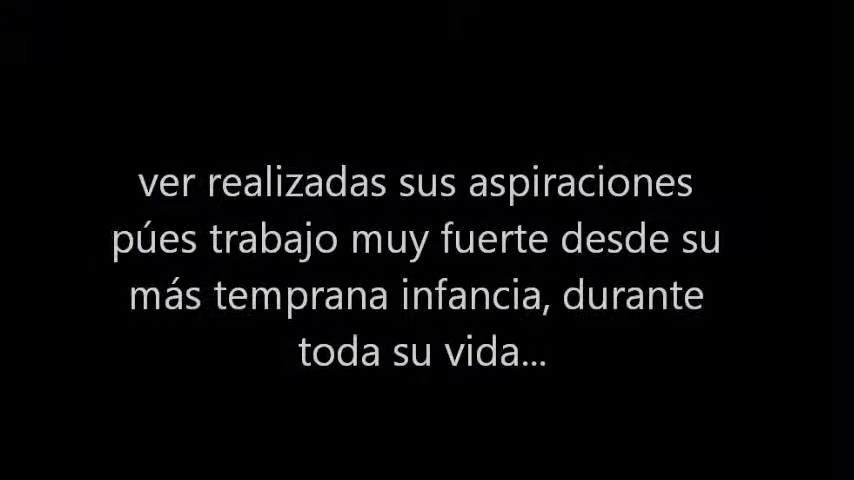 ver realizadas sus aspiraciones
púes trabajo muy fuerte desde su
más temprana infancia, durante
toda su vida...